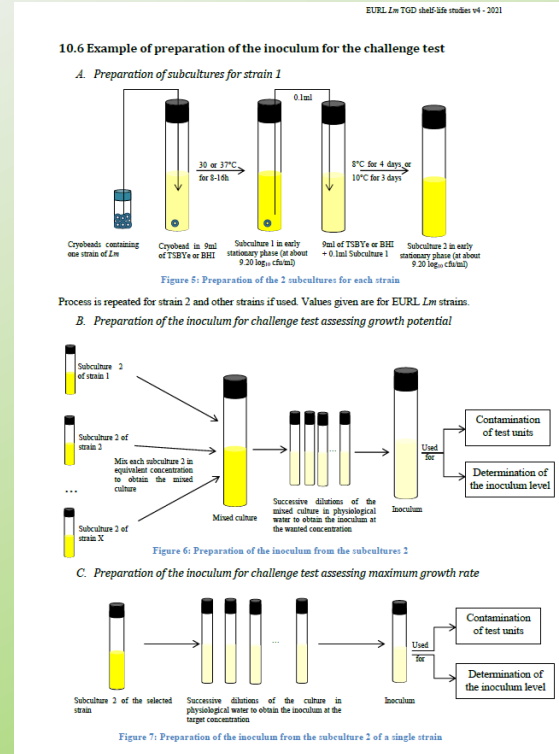 EURL Lm TGD shelf-life studies v4 - 2021
10.6 Example of preparation of the inoculum for the challenge test
A. Preparation of subcultures for strain 1
0.1ml
30 or 37°C,
for 8-16h
8°C for 4 days or
10°C for 3 days
Cryobeads containing
one strain of Lm
Cryobead in 9ml
of TSBYe or BHI
Subculture 1 in early
stationary phase (at about
9.20 log₁₀ cfu/ml)
9ml of TSBYe or BHI
+ 0.1ml Subculture 1
Subculture 2 in early
stationary phase (at about
9.20 log₁₀ cfu/ml)
Figure 5: Preparation of the 2 subcultures for each strain
Process is repeated for strain 2 and other strains if used. Values given are for EURL Lm strains.
B. Preparation of the inoculum for challenge test assessing growth potential
Subculture 2
of strain 1
Subculture 2 of
strain 2
Mix each subculture 2 in
equivalent concentration
to obtain the mixed
culture
...
Subculture 2 of
strain X
Mixed culture
...
Successive dilutions of the
mixed culture in physiological
water to obtain the inoculum at
the wanted concentration
Inoculum
Used
for
Contamination
of test units
Determination of
the inoculum level
Figure 6: Preparation of the inoculum from the subcultures 2
C. Preparation of the inoculum for challenge test assessing maximum growth rate
...
Used
for
Contamination
of test units
Determination of
the inoculum level
Subculture 2 of the selected
strain
Successive dilutions of the culture in
physiological water to obtain the inoculum at the
target concentration
Inoculum
Figure 7: Preparation of the inoculum from the subculture 2 of a single strain